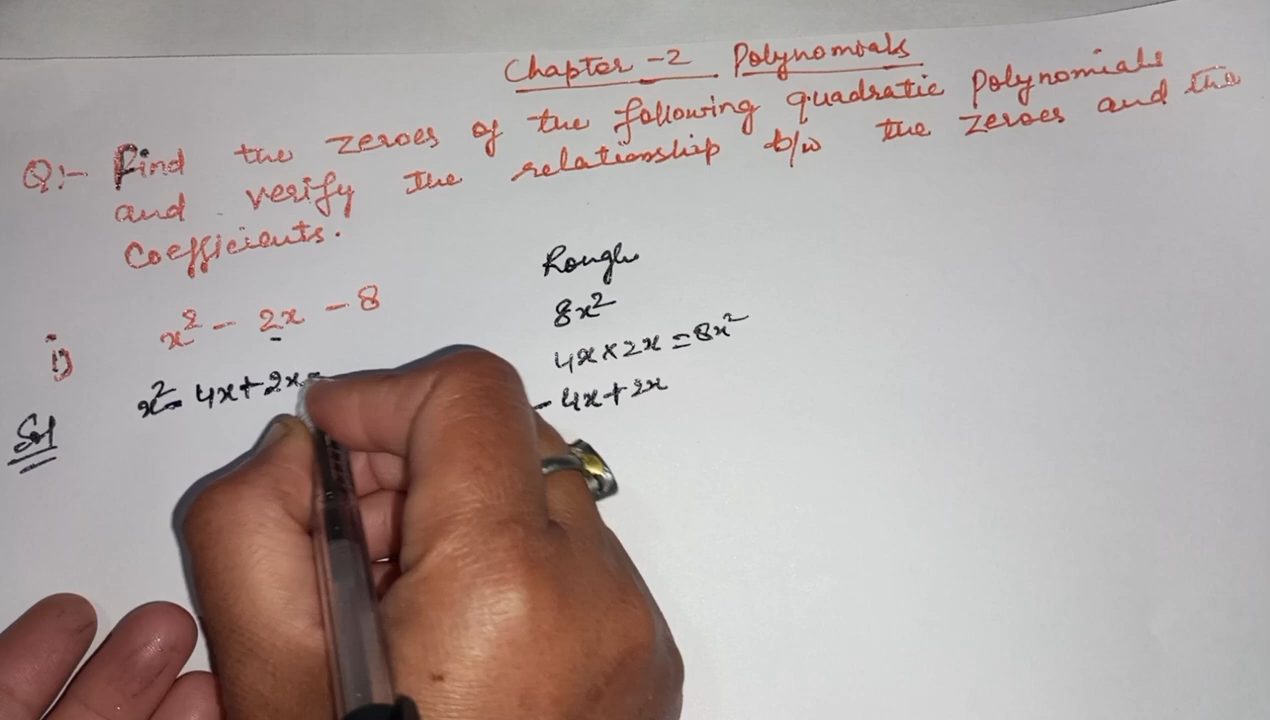 Chapter - 2 Polynomials
Q:- Find the zeroes of the following quadratic polynomials
and verify the relationship b/w the zeroes and the
Coefficients.
i) x² - 2x - 8
Sol x² - 4x + 2x -
Rough
8x²
4x × 2x = 8x²
- 4x + 2x